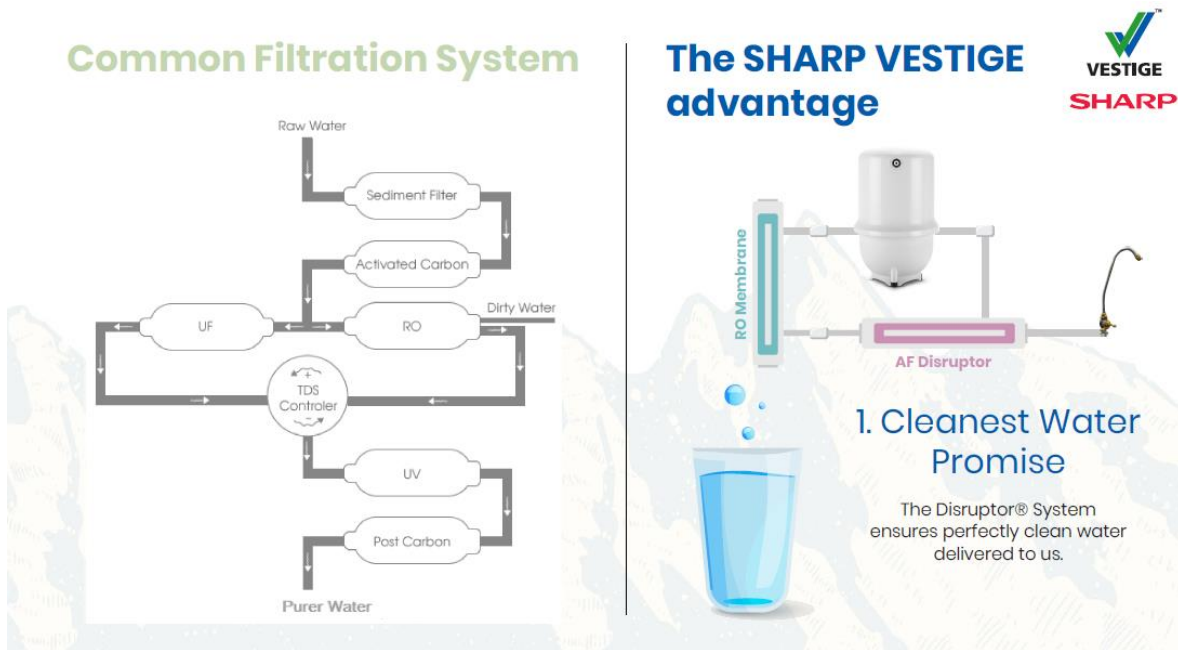 Common Filtration System
Raw Water
Sediment Filter
Activated Carbon
Dirty Water
UF
RO
+
TDS
Controler
-
UV
Post Carbon
Purer Water
The SHARP VESTIGE
advantage
VESTIGE
TM
SHARP
RO Membrane
AF Disruptor
1. Cleanest Water
Promise
The Disruptor® System
ensures perfectly clean water
delivered to us.